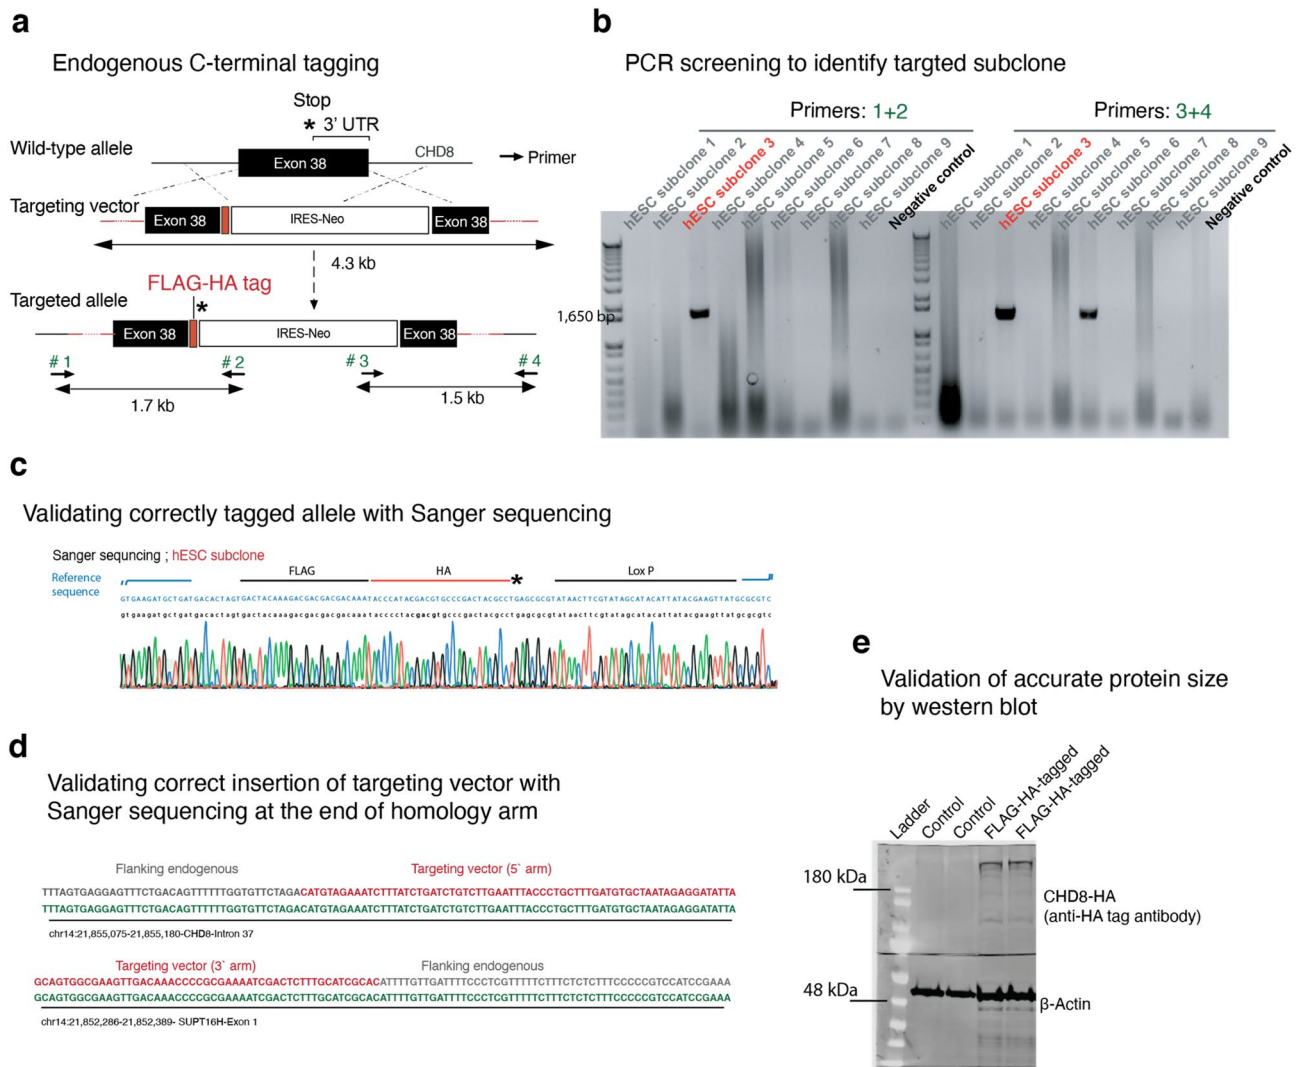 a
Endogenous C-terminal tagging
Stop
* 3’ UTR
Wild-type allele
Exon 38
CHD8
Primer
Targeting vector
Exon 38
IRES-Neo
Exon 38
4.3 kb
FLAG-HA tag
Targeted allele
*
Exon 38
IRES-Neo
Exon 38
# 1
# 2
# 3
# 4
1.7 kb
1.5 kb
b
PCR screening to identify targted subclone
Primers: 1+2
Primers: 3+4
hESC subclone 1
hESC subclone 2
hESC subclone 3
hESC subclone 4
hESC subclone 5
hESC subclone 6
hESC subclone 7
hESC subclone 8
hESC subclone 9
Negative control
hESC subclone 1
hESC subclone 2
hESC subclone 3
hESC subclone 4
hESC subclone 5
hESC subclone 6
hESC subclone 7
hESC subclone 8
hESC subclone 9
Negative control
1,650 bp
c
Validating correctly tagged allele with Sanger sequencing
Sanger sequncing ; hESC subclone
Reference
sequence
FLAG
HA
*
Lox P
GTGAAGATGCTGATGACACTAGTGACTACAAAGACGACGACGACAAATACCCATACGACGTGCCCGACTACGCCTGAGCGCGTATAACTTCGTATAGCATACATTATACGAAGTTATGCGCGTC
gtgaagatgctgatgacactagtgactacaaagacgacgacgacaaatacccctacgacgtgcccgactacgcctgagcgcgtataacttcgtatagcatacattatacgaagttatgcgcgtc
d
Validating correct insertion of targeting vector with
Sanger sequencing at the end of homology arm
Flanking endogenous
Targeting vector (5` arm)
TTTAGTGAGGAGTTTCTGACAGTTTTTTGGTGTTCTAGACATGTAGAAATCTTTATCTGATCTGTCTTGAATTTACCCTGCTTTGATGTGCTAATAGAGGATATTA
TTTAGTGAGGAGTTTCTGACAGTTTTTTGGTGTTCTAGACATGTAGAAATCTTTATCTGATCTGTCTTGAATTTACCCTGCTTTGATGTGCTAATAGAGGATATTA
chr14:21,855,075-21,855,180-CHD8-Intron 37
Targeting vector (3` arm)
Flanking endogenous
GCAGTGGCGAAGTTGACAAACCCCGCGAAAATCGACTCTTTGCATCGCACATTTTGTTGATTTTCCCTCGTTTTTCTTTCTCTCTTTCCCCCGTCCATCCGAAA
GCAGTGGCGAAGTTGACAAACCCCGCGAAAATCGACTCTTTGCATCGCACATTTTGTTGATTTTCCCTCGTTTTTCTTTCTCTCTTTCCCCCGTCCATCCGAAA
chr14:21,852,286-21,852,389- SUPT16H-Exon 1
e
Validation of accurate protein size
by western blot
Ladder
Control
Control
FLAG-HA-tagged
FLAG-HA-tagged
180 kDa
CHD8-HA
(anti-HA tag antibody)
48 kDa
β-Actin